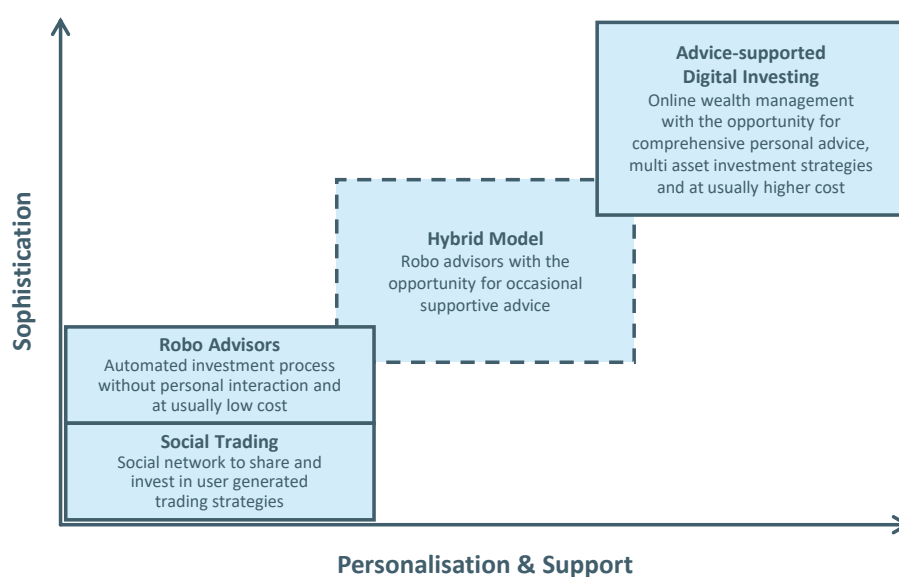 Advice-supported
Digital Investing
Online wealth management
with the opportunity for
comprehensive personal advice,
multi asset investment strategies
and at usually higher cost
Hybrid Model
Robo advisors with the
opportunity for occasional
supportive advice
Sophistication
Robo Advisors
Automated investment process
without personal interaction and
at usually low cost
Social Trading
Social network to share and
invest in user generated
trading strategies
Personalisation & Support